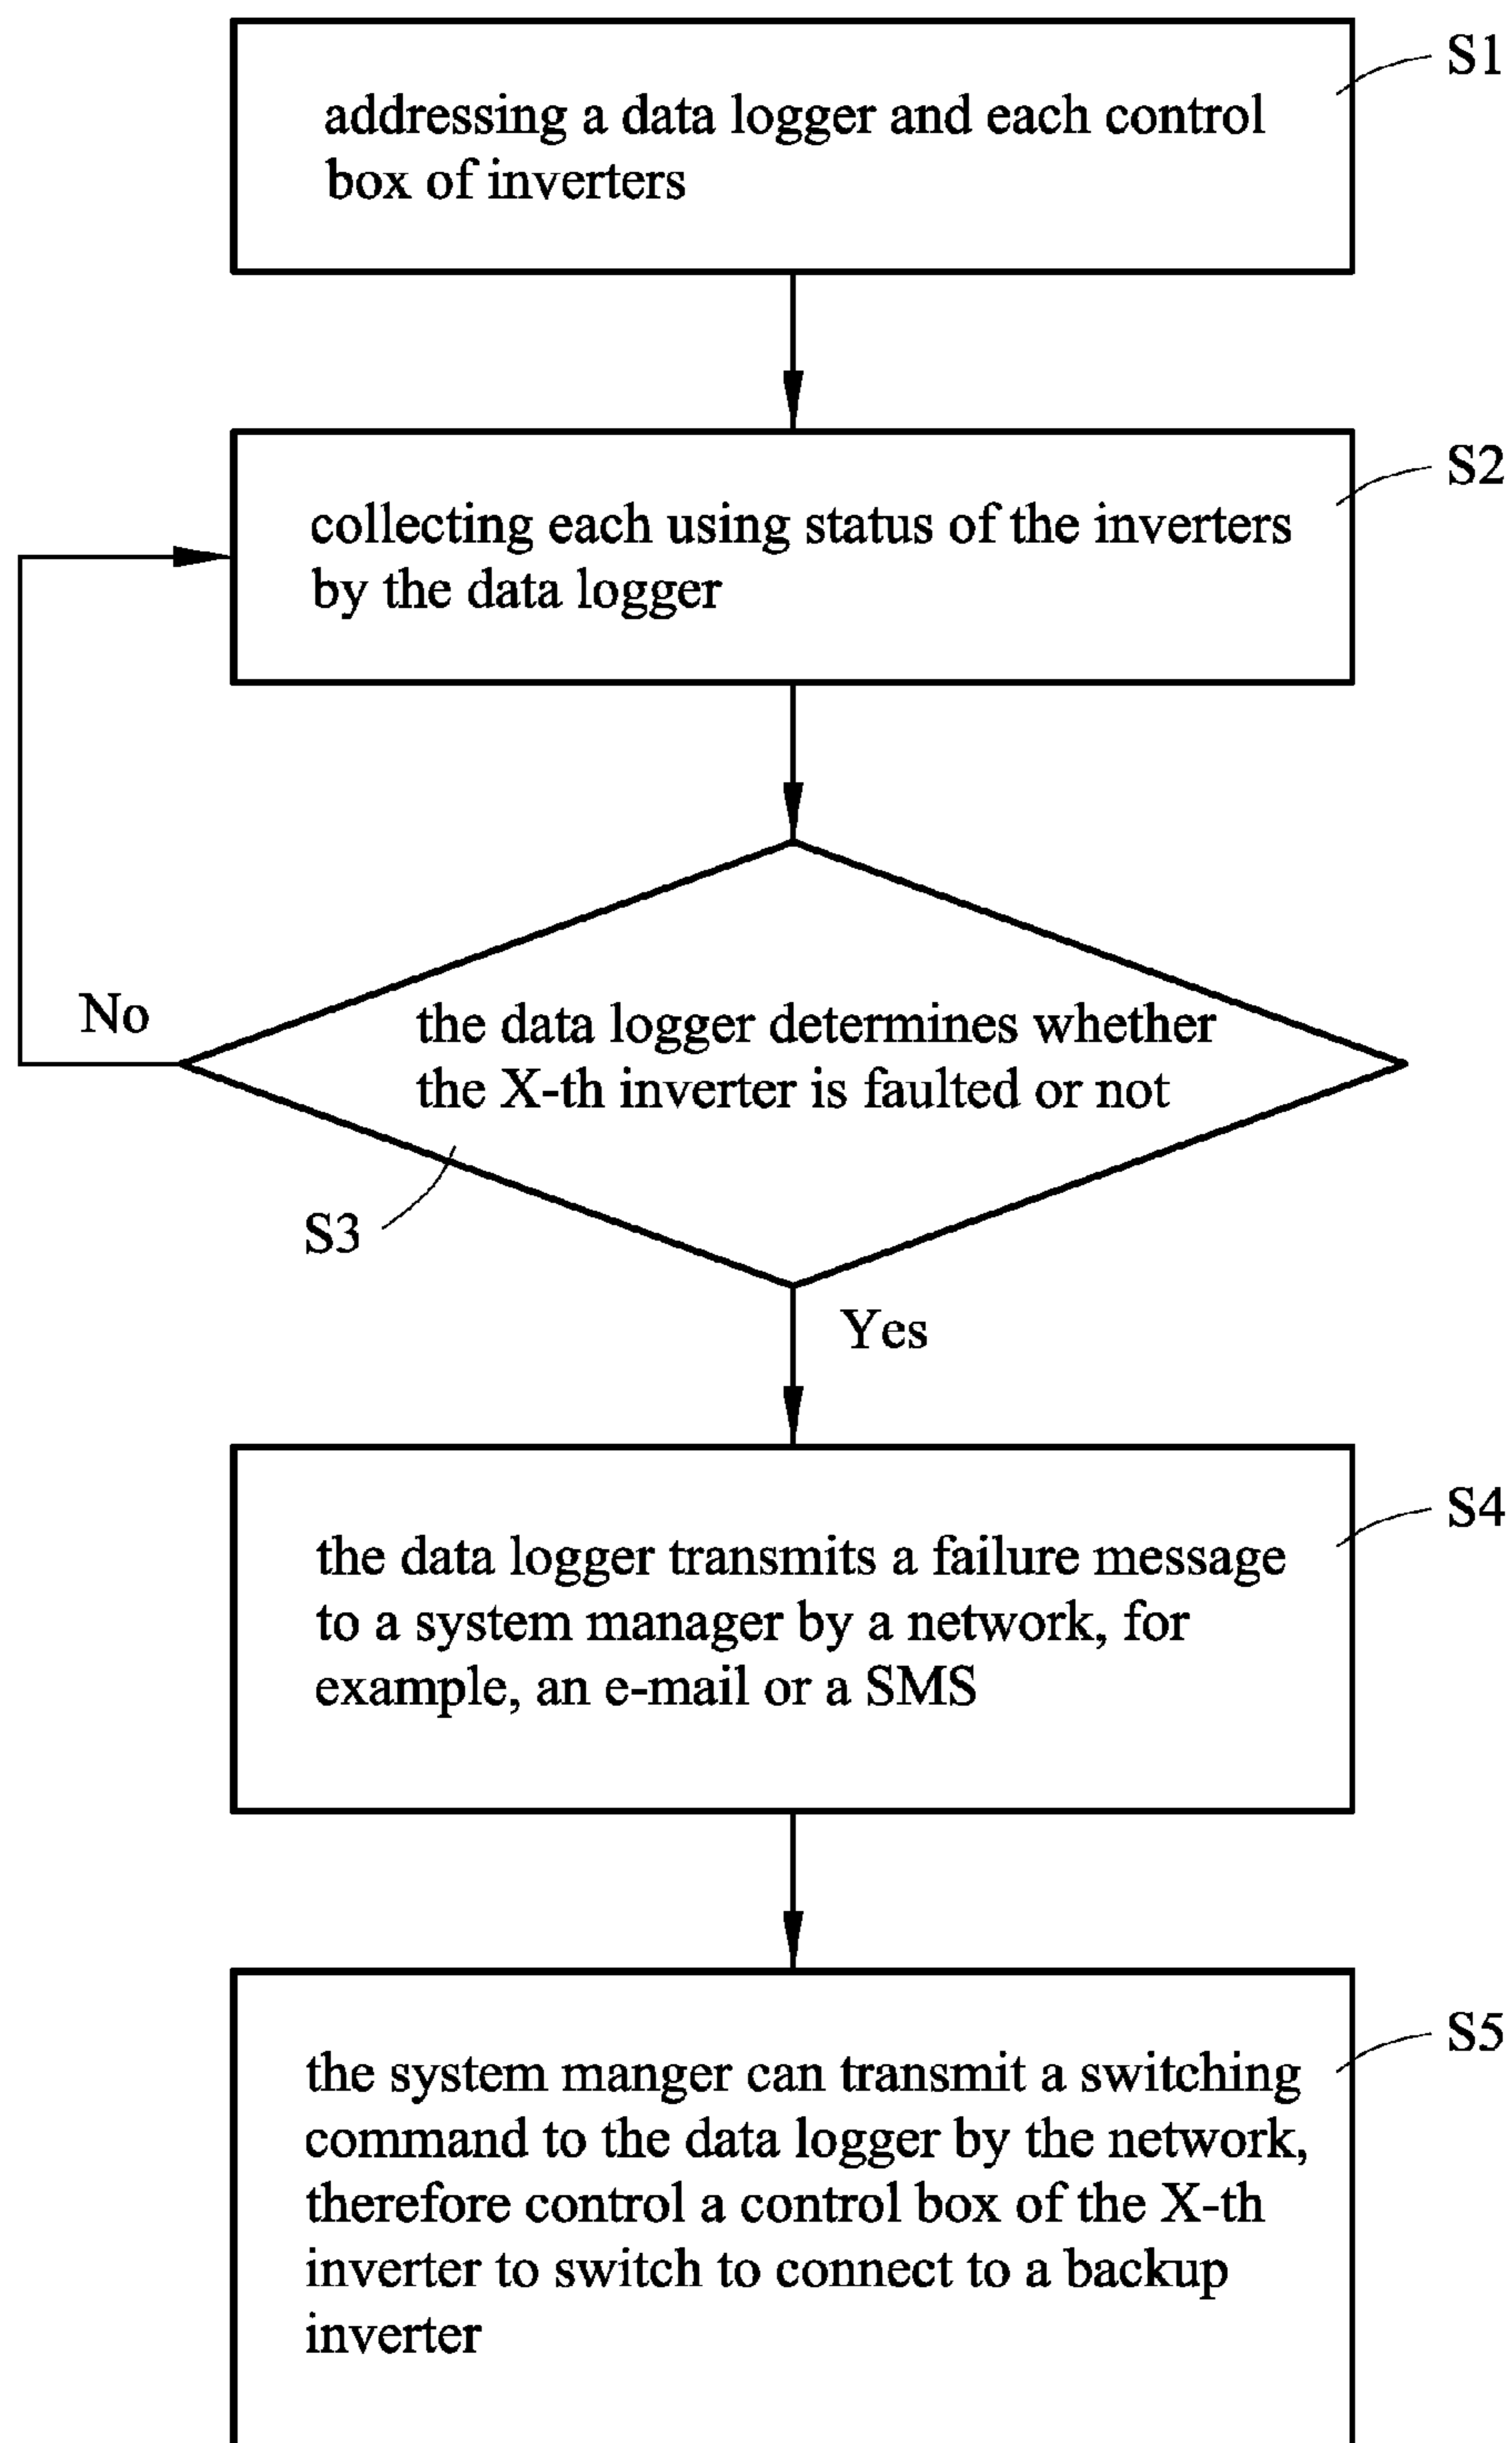 S1
addressing a data logger and each control
box of inverters
S2
collecting each using status of the inverters
by the data logger
No
the data logger determines whether
the X-th inverter is faulted or not
S3
Yes
S4
the data logger transmits a failure message
to a system manager by a network, for
example, an e-mail or a SMS
S5
the system manger can transmit a switching
command to the data logger by the network,
therefore control a control box of the X-th
inverter to switch to connect to a backup
inverter